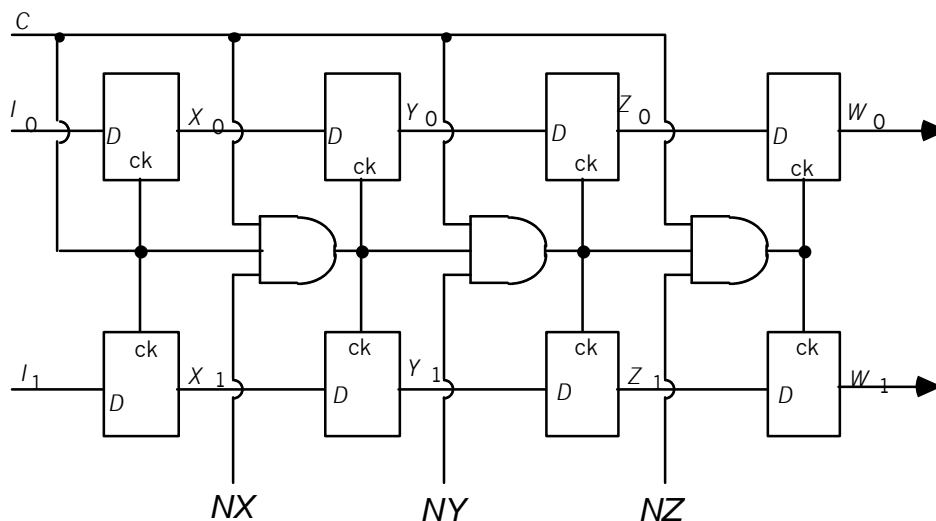 C
I0 X0 Y0 Z0 W0
D D D D
ck ck ck ck
ck ck ck ck
I1 X1 Y1 Z1 W1
D D D D
NX NY NZ